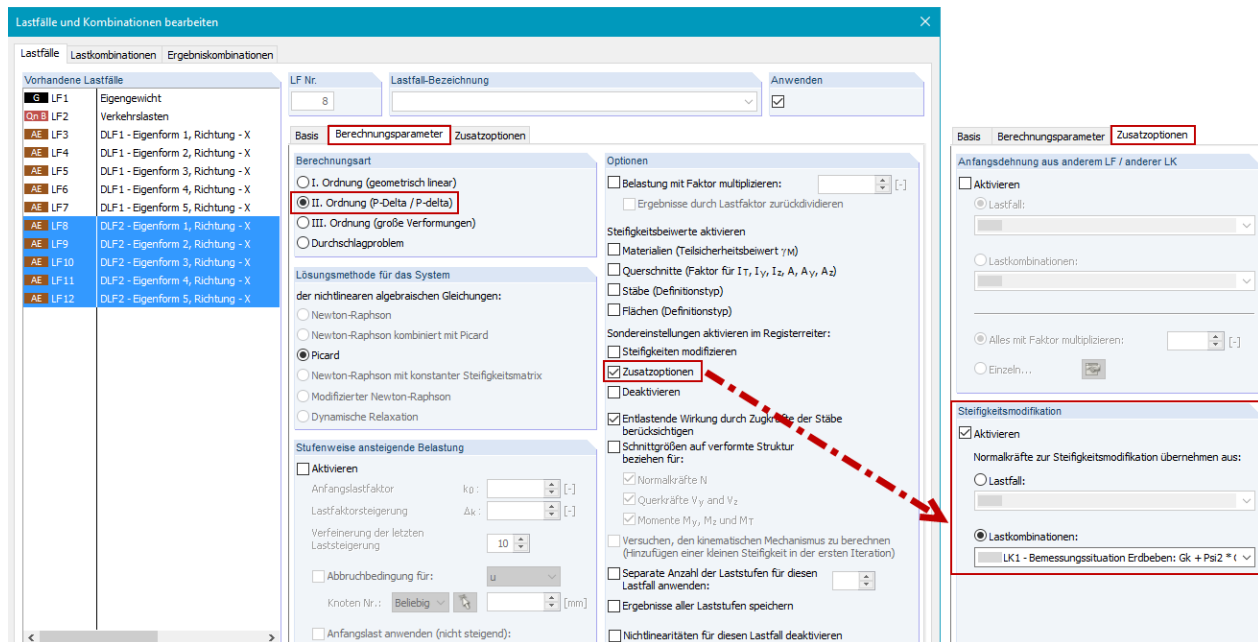 Lastfälle und Kombinationen bearbeiten
Lastfälle Lastkombinationen Ergebniskombinationen
Vorhandene Lastfälle
G LF1 Eigengewicht
Qn B LF2 Verkehrslasten
AE LF3 DLF1 - Eigenform 1, Richtung - X
AE LF4 DLF1 - Eigenform 2, Richtung - X
AE LF5 DLF1 - Eigenform 3, Richtung - X
AE LF6 DLF1 - Eigenform 4, Richtung - X
AE LF7 DLF1 - Eigenform 5, Richtung - X
AE LF8 DLF2 - Eigenform 1, Richtung - X
AE LF9 DLF2 - Eigenform 2, Richtung - X
AE LF10 DLF2 - Eigenform 3, Richtung - X
AE LF11 DLF2 - Eigenform 4, Richtung - X
AE LF12 DLF2 - Eigenform 5, Richtung - X
LF Nr.
8
Lastfall-Bezeichnung
Anwenden
Basis Berechnungsparameter Zusatzoptionen
Berechnungsart
I. Ordnung (geometrisch linear)
II. Ordnung (P-Delta / P-delta)
III. Ordnung (große Verformungen)
Durchschlagproblem
Lösungsmethode für das System
der nichtlinearen algebraischen Gleichungen:
Newton-Raphson
Newton-Raphson kombiniert mit Picard
Picard
Newton-Raphson mit konstanter Steifigkeitsmatrix
Modifizierter Newton-Raphson
Dynamische Relaxation
Stufenweise ansteigende Belastung
Aktivieren
Anfangslastfaktor k0 : [-]
Lastfaktorsteigerung Δk : [-]
Verfeinerung der letzten
Laststeigerung 10
Abbruchbedingung für: u
Knoten Nr.: Beliebig [mm]
Anfangslast anwenden (nicht steigend):
Optionen
Belastung mit Faktor multiplizieren: [-]
Ergebnisse durch Lastfaktor zurückdividieren
Steifigkeitsbeiwerte aktivieren
Materialien (Teilsicherheitsbeiwert γM)
Querschnitte (Faktor für IT, Iy, Iz, A, Ay, Az)
Stäbe (Definitionstyp)
Flächen (Definitionstyp)
Sondereinstellungen aktivieren im Registerreiter:
Steifigkeiten modifizieren
Zusatzoptionen
Deaktivieren
Entlastende Wirkung durch Zugkräfte der Stäbe
berücksichtigen
Schnittgrößen auf verformte Struktur
beziehen für:
Normalkräfte N
Querkräfte Vy and Vz
Momente My, Mz und MT
Versuchen, den kinematischen Mechanismus zu berechnen
(Hinzufügen einer kleinen Steifigkeit in der ersten Iteration)
Separate Anzahl der Laststufen für diesen
Lastfall anwenden:
Ergebnisse aller Laststufen speichern
Nichtlinearitäten für diesen Lastfall deaktivieren
Basis Berechnungsparameter Zusatzoptionen
Anfangsdehnung aus anderem LF / anderer LK
Aktivieren
Lastfall:
Lastkombinationen:
Alles mit Faktor multiplizieren: [-]
Einzeln...
Steifigkeitsmodifikation
Aktivieren
Normalkräfte zur Steifigkeitsmodifikation übernehmen aus:
Lastfall:
Lastkombinationen:
LK1 - Bemessungssituation Erdbeben: Gk + Psi2 * (